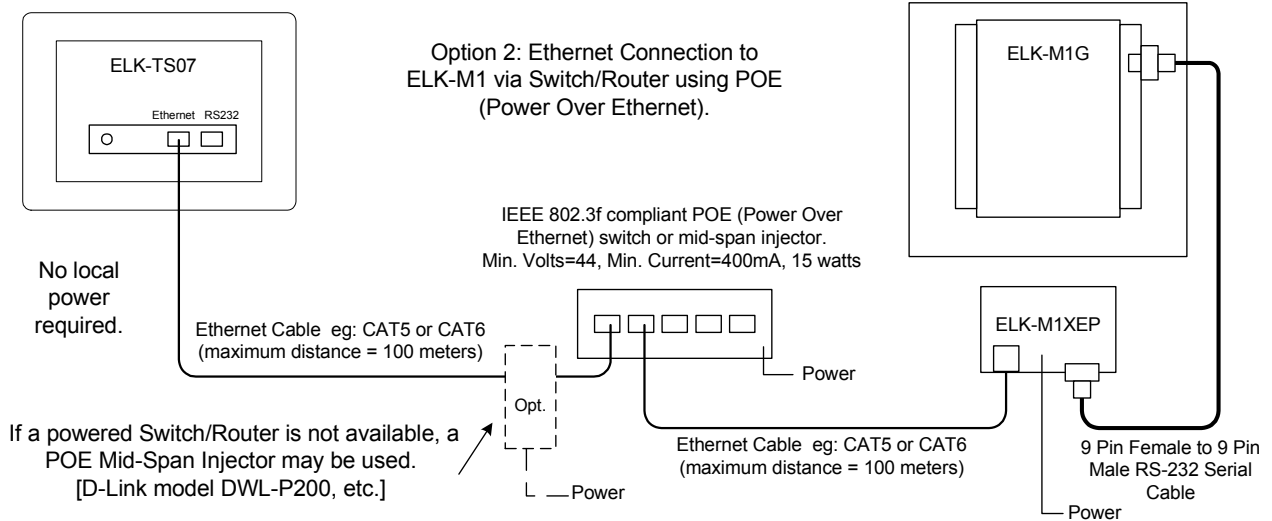 ELK-TS07
Ethernet RS232
Option 2: Ethernet Connection to
ELK-M1 via Switch/Router using POE
(Power Over Ethernet).
ELK-M1G
No local
power
required.
IEEE 802.3f compliant POE (Power Over
Ethernet) switch or mid-span injector.
Min. Volts=44, Min. Current=400mA, 15 watts
Ethernet Cable eg: CAT5 or CAT6
(maximum distance = 100 meters)
Power
ELK-M1XEP
Opt.
If a powered Switch/Router is not available, a
POE Mid-Span Injector may be used.
[D-Link model DWL-P200, etc.]
Power
Ethernet Cable eg: CAT5 or CAT6
(maximum distance = 100 meters)
9 Pin Female to 9 Pin
Male RS-232 Serial
Cable
Power